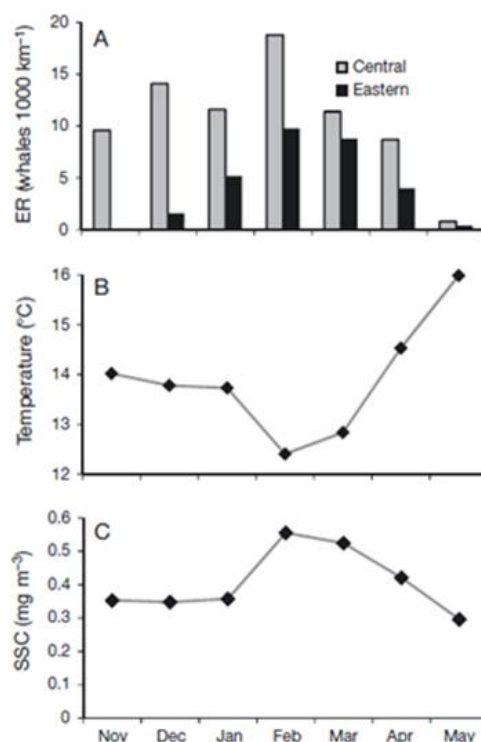 A
20
15
10
5
0
ER (whales 1000 km⁻¹)
Central
Eastern
B
16
15
14
13
12
Temperature (°C)
C
0.6
0.5
0.4
0.3
0.2
0.1
0
SSC (mg m⁻³)
Nov Dec Jan Feb Mar Apr May